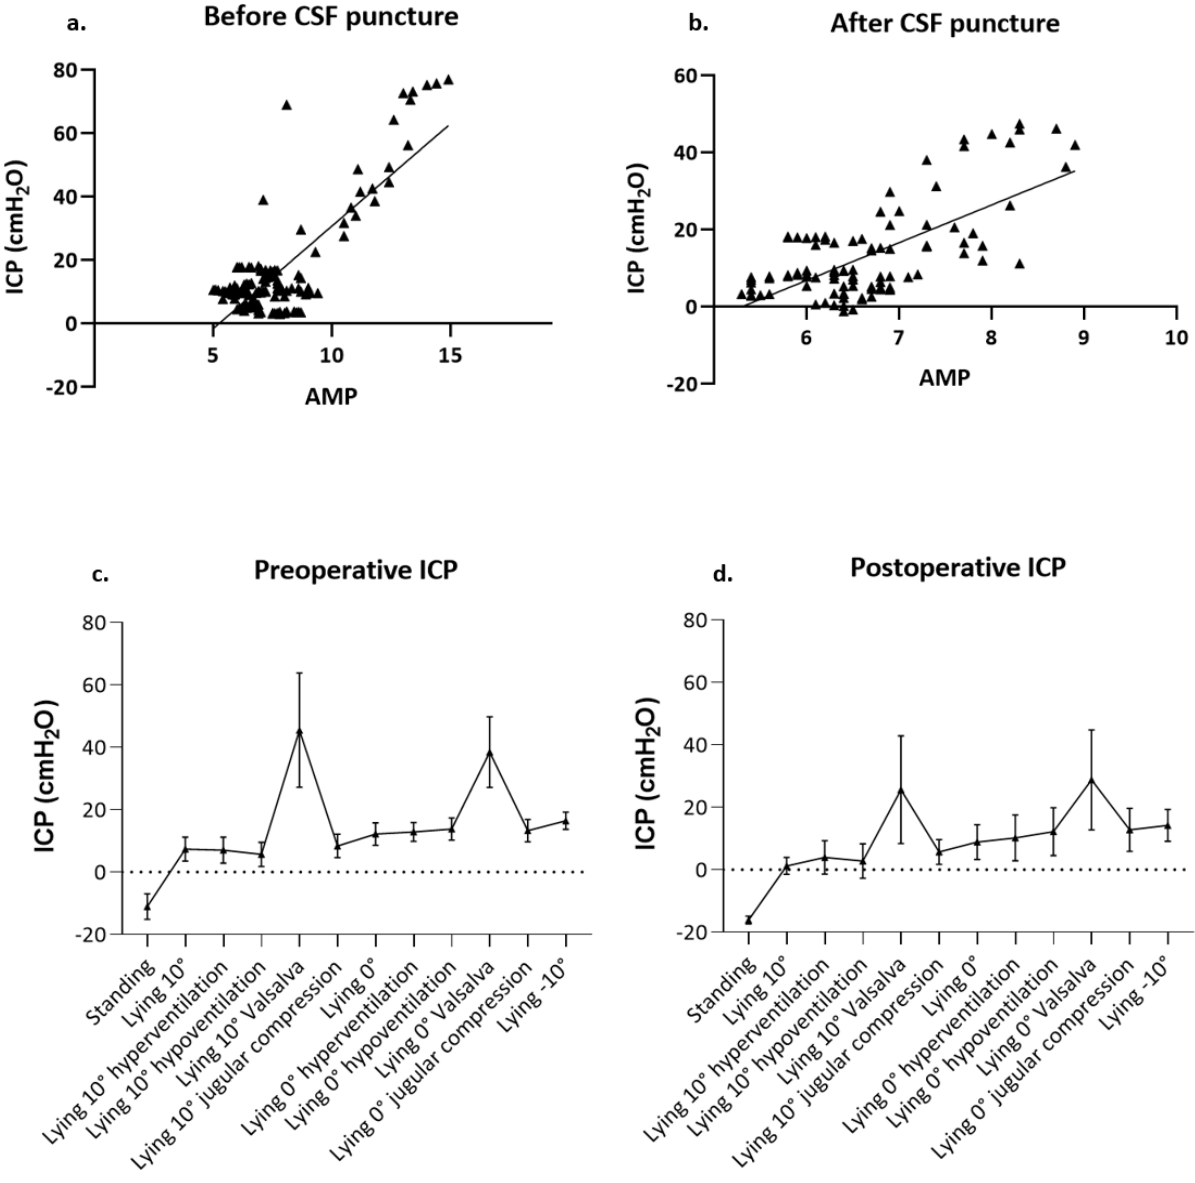 a.
Before CSF puncture
ICP (cmH2O)
80
60
40
20
0
-20
5
10
15
AMP
b.
After CSF puncture
ICP (cmH2O)
60
40
20
0
-20
6
7
8
9
10
AMP
c.
Preoperative ICP
ICP (cmH2O)
80
60
40
20
0
-20
Standing
Lying 10°
Lying 10° hyperventilation
Lying 10° hypoventilation
Lying 10° Valsalva
Lying 10° jugular compression
Lying 0°
Lying 0° hyperventilation
Lying 0° hypoventilation
Lying 0° Valsalva
Lying 0° jugular compression
Lying -10°
d.
Postoperative ICP
ICP (cmH2O)
80
60
40
20
0
-20
Standing
Lying 10°
Lying 10° hyperventilation
Lying 10° hypoventilation
Lying 10° Valsalva
Lying 10° jugular compression
Lying 0°
Lying 0° hyperventilation
Lying 0° hypoventilation
Lying 0° Valsalva
Lying 0° jugular compression
Lying -10°